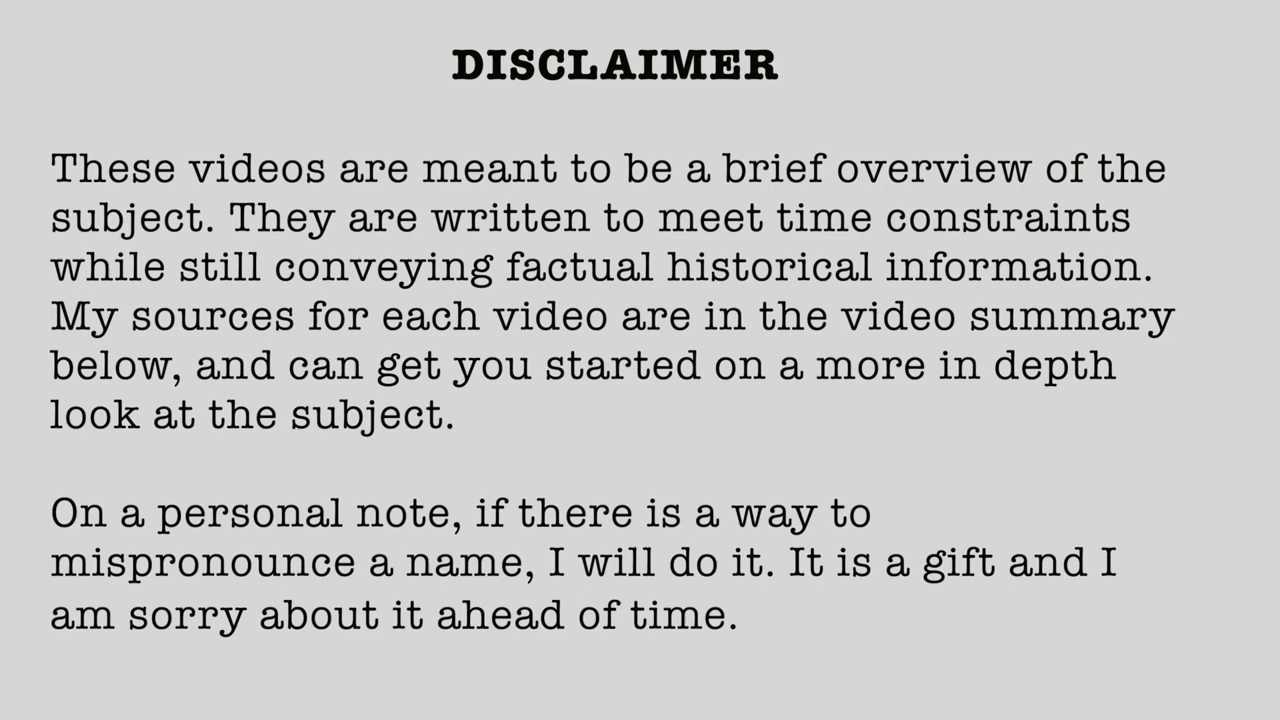 DISCLAIMER
These videos are meant to be a brief overview of the
subject. They are written to meet time constraints
while still conveying factual historical information.
My sources for each video are in the video summary
below, and can get you started on a more in depth
look at the subject.
On a personal note, if there is a way to
mispronounce a name, I will do it. It is a gift and I
am sorry about it ahead of time.